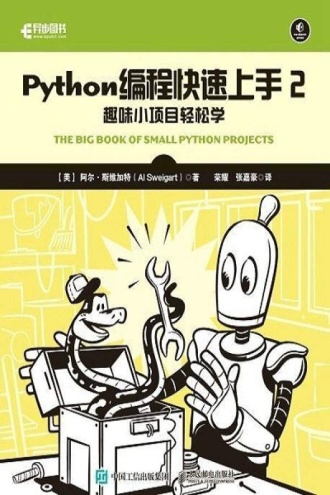 异步图书
Python编程快速上手 2
趣味小项目轻松学
THE BIG BOOK OF SMALL PYTHON PROJECTS
【美】阿尔·斯维加特（Al Sweigart）著 荣耀 张嘉豪 译
中国工信出版集团 人民邮电出版社